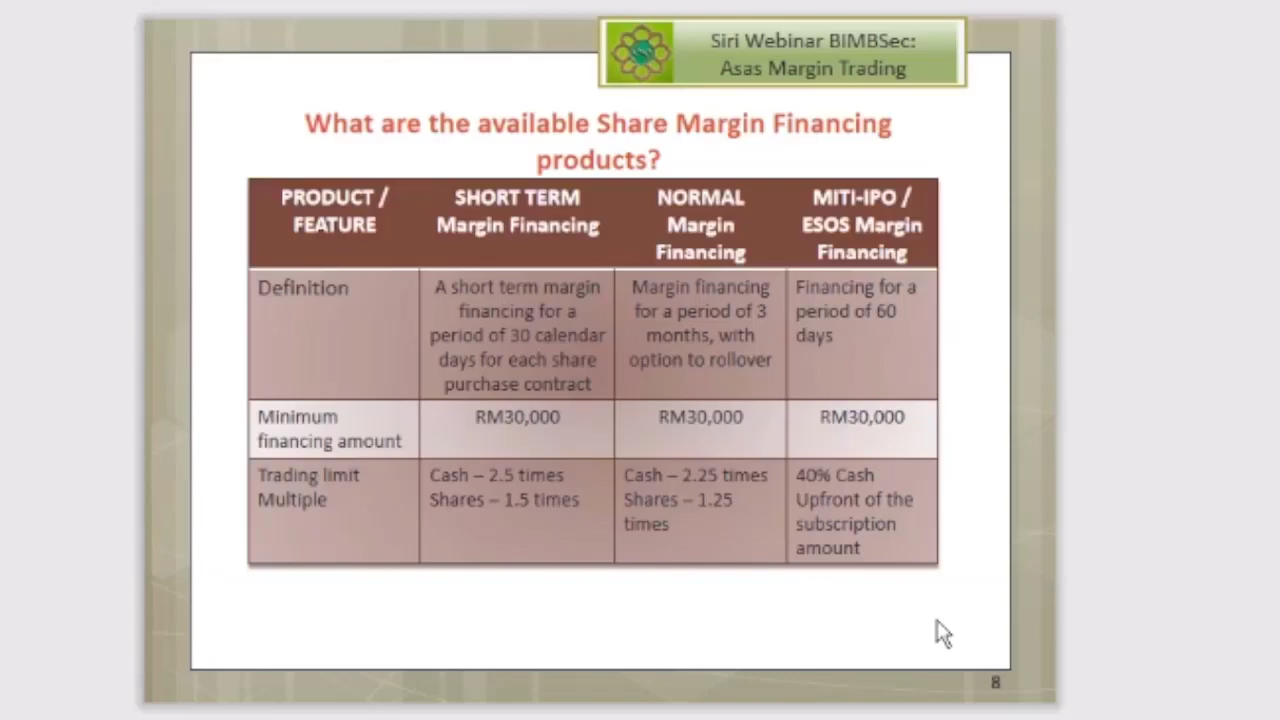 Siri Webinar BIMBSec:
Asas Margin Trading
What are the available Share Margin Financing
products?
PRODUCT /
FEATURE
SHORT TERM
Margin Financing
NORMAL
Margin
Financing
MITI-IPO /
ESOS Margin
Financing
Definition
A short term margin
financing for a
period of 30 calendar
days for each share
purchase contract
Margin financing
for a period of 3
months, with
option to rollover
Financing for a
period of 60
days
Minimum
financing amount
RM30,000
RM30,000
RM30,000
Trading limit
Multiple
Cash – 2.5 times
Shares – 1.5 times
Cash – 2.25 times
Shares – 1.25
times
40% Cash
Upfront of the
subscription
amount
8